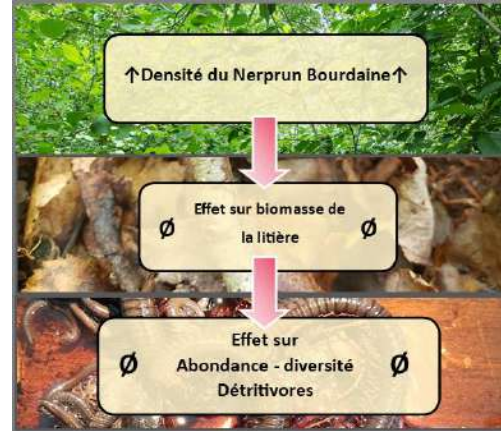 ↑Densité du Nerprun Bourdaine↑
Ø Effet sur biomasse de la litière Ø
Effet sur
Ø Abondance - diversité Ø
Détritivores